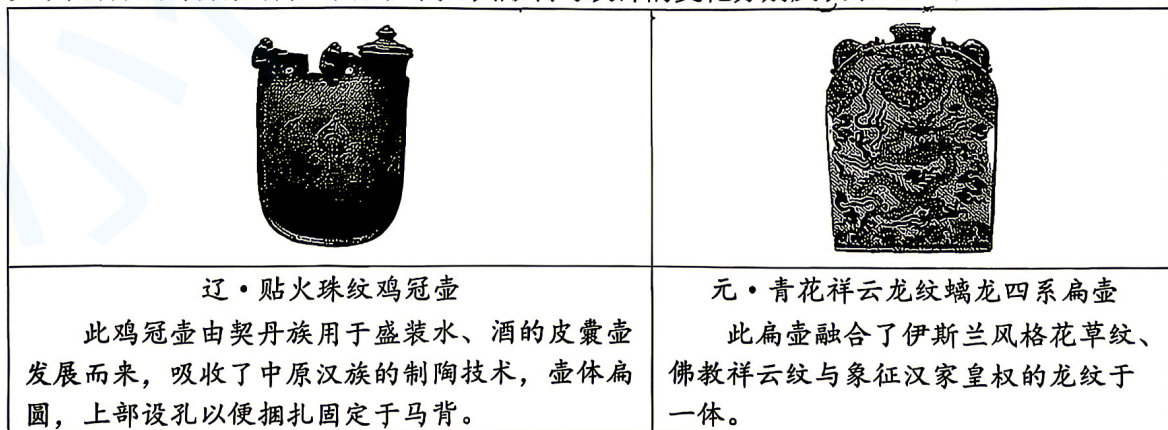 辽·贴火珠纹鸡冠壶
此鸡冠壶由契丹族用于盛装水、酒的皮囊壶
发展而来，吸收了中原汉族的制陶技术，壶体扁
圆，上部设孔以便捆扎固定于马背。
元·青花祥云龙纹螭龙四系扁壶
此扁壶融合了伊斯兰风格花草纹、
佛教祥云纹与象征汉家皇权的龙纹于
一体。